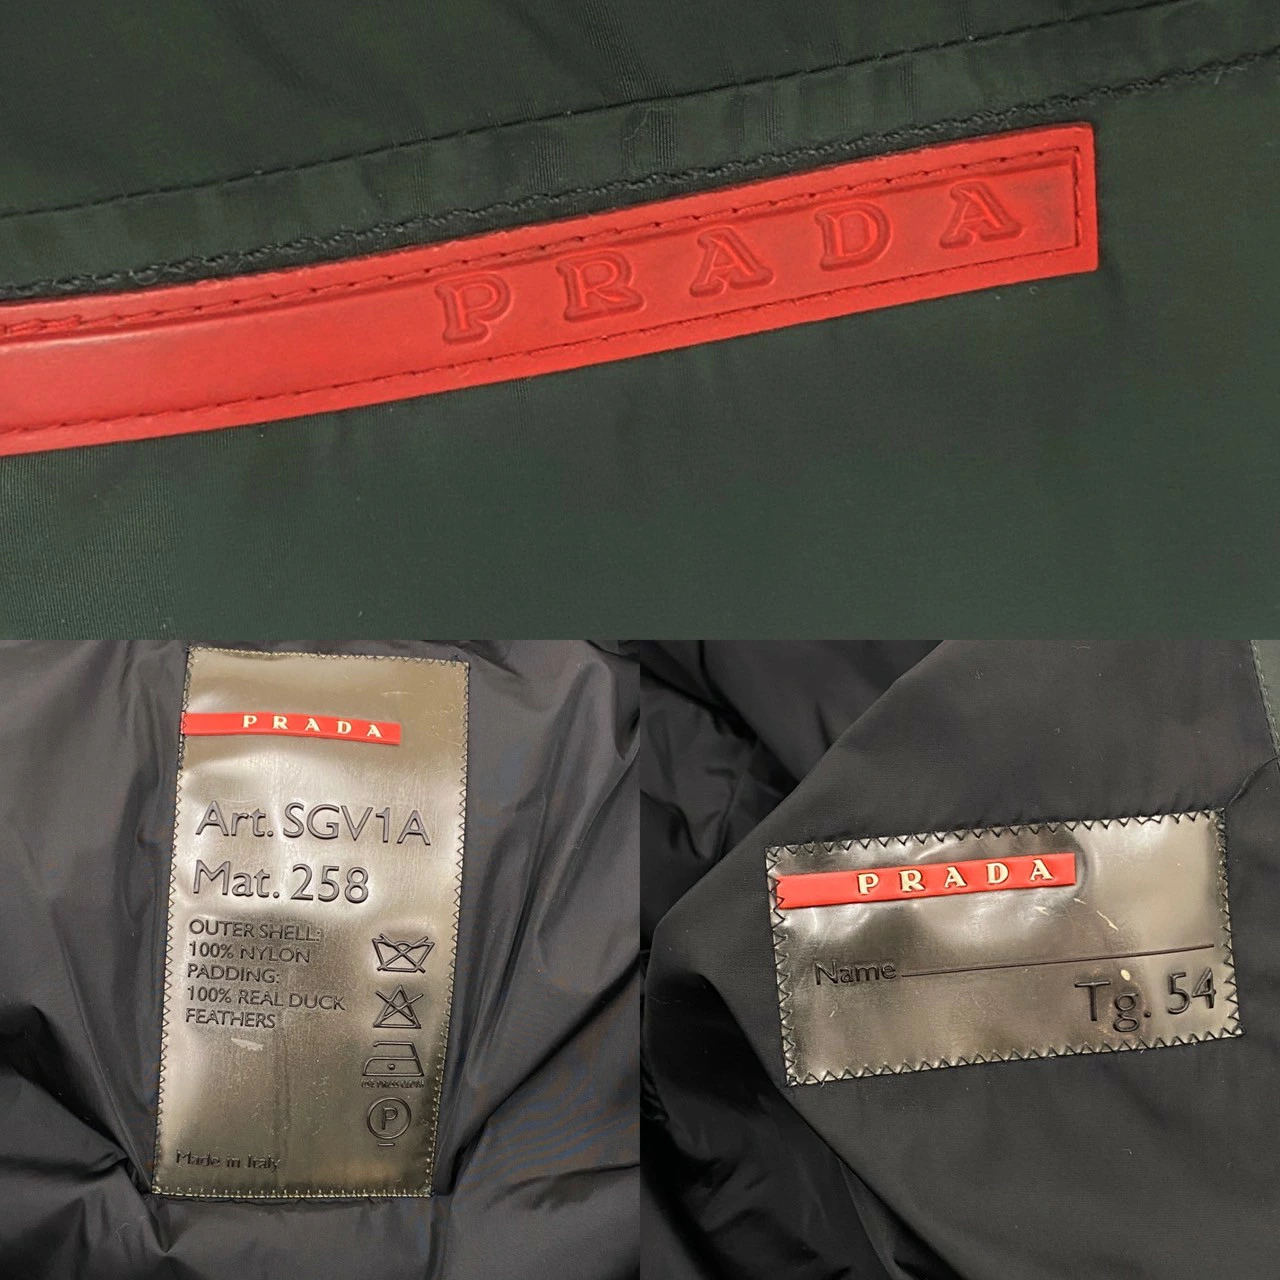 PRADA
PRADA
Art. SGV1A
Mat. 258
OUTER SHELL:
100% NYLON
PADDING:
100% REAL DUCK
FEATHERS
P
Made in Italy
PRADA
Name
Tg. 54